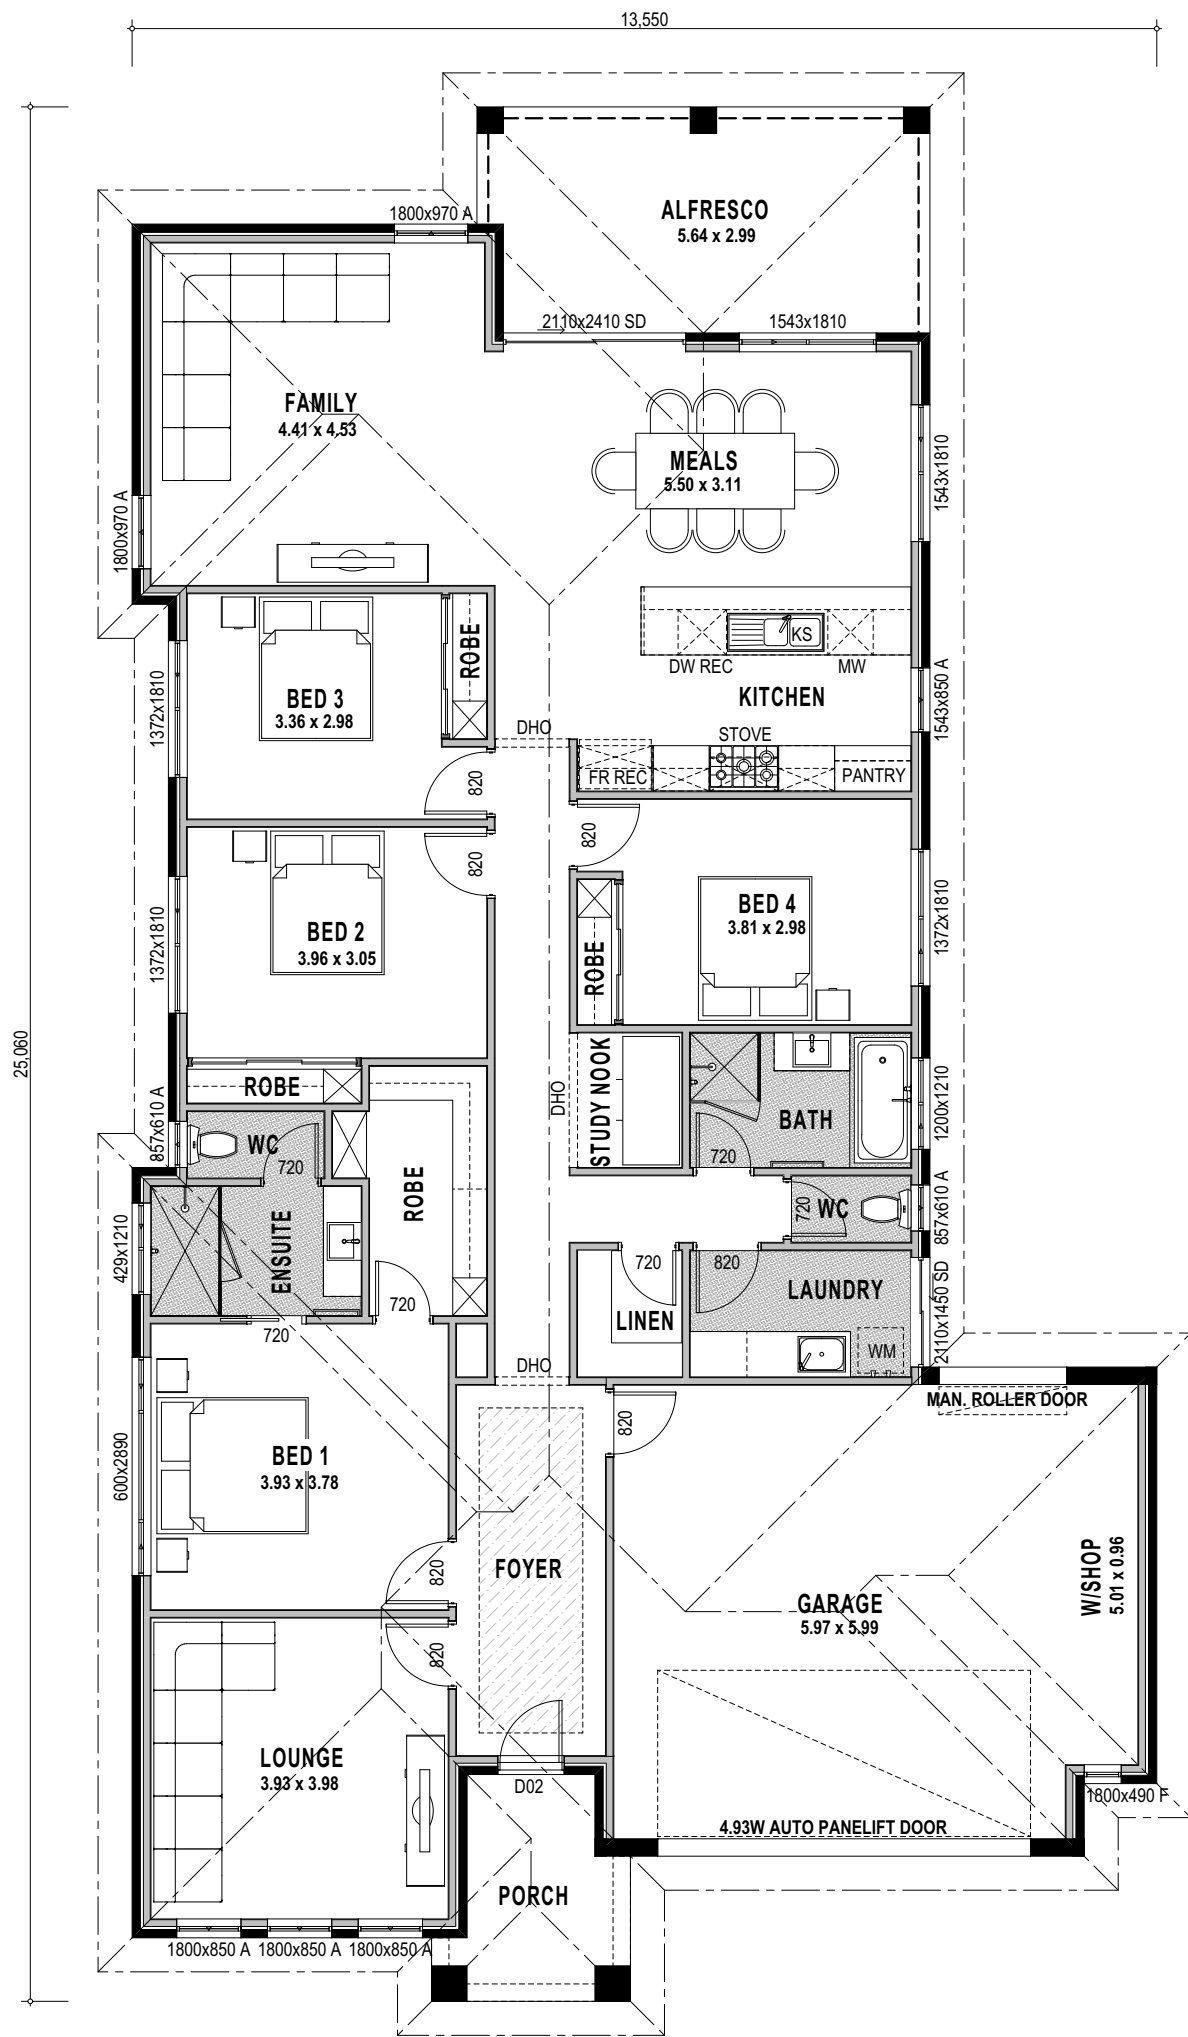 13,550
25,060
1800x970 A
ALFRESCO
5.64 x 2.99
2110x2410 SD
1543x1810
FAMILY
4.41 x 4.53
MEALS
5.50 x 3.11
1543x1810
1800x970 A
ROBE
KS
DW REC
MW
KITCHEN
1543x850 A
BED 3
3.36 x 2.98
1372x1810
DHO
STOVE
FR REC
PANTRY
820
820
820
BED 2
3.96 x 3.05
1372x1810
BED 4
3.81 x 2.98
ROBE
1372x1810
ROBE
DHO
STUDY NOOK
BATH
720
1200x1210
857x610 A
WC
720
ROBE
720
WC
857x610 A
429x1210
ENSUITE
720
720
720
LINEN
820
LAUNDRY
WM
2110x1450 SD
DHO
MAN. ROLLER DOOR
820
600x2890
BED 1
3.93 x 3.78
820
FOYER
GARAGE
5.97 x 5.99
W/SHOP
5.01 x 0.96
820
LOUNGE
3.93 x 3.98
D02
1800x490 F
4.93W AUTO PANELIFT DOOR
PORCH
1800x850 A
1800x850 A
1800x850 A